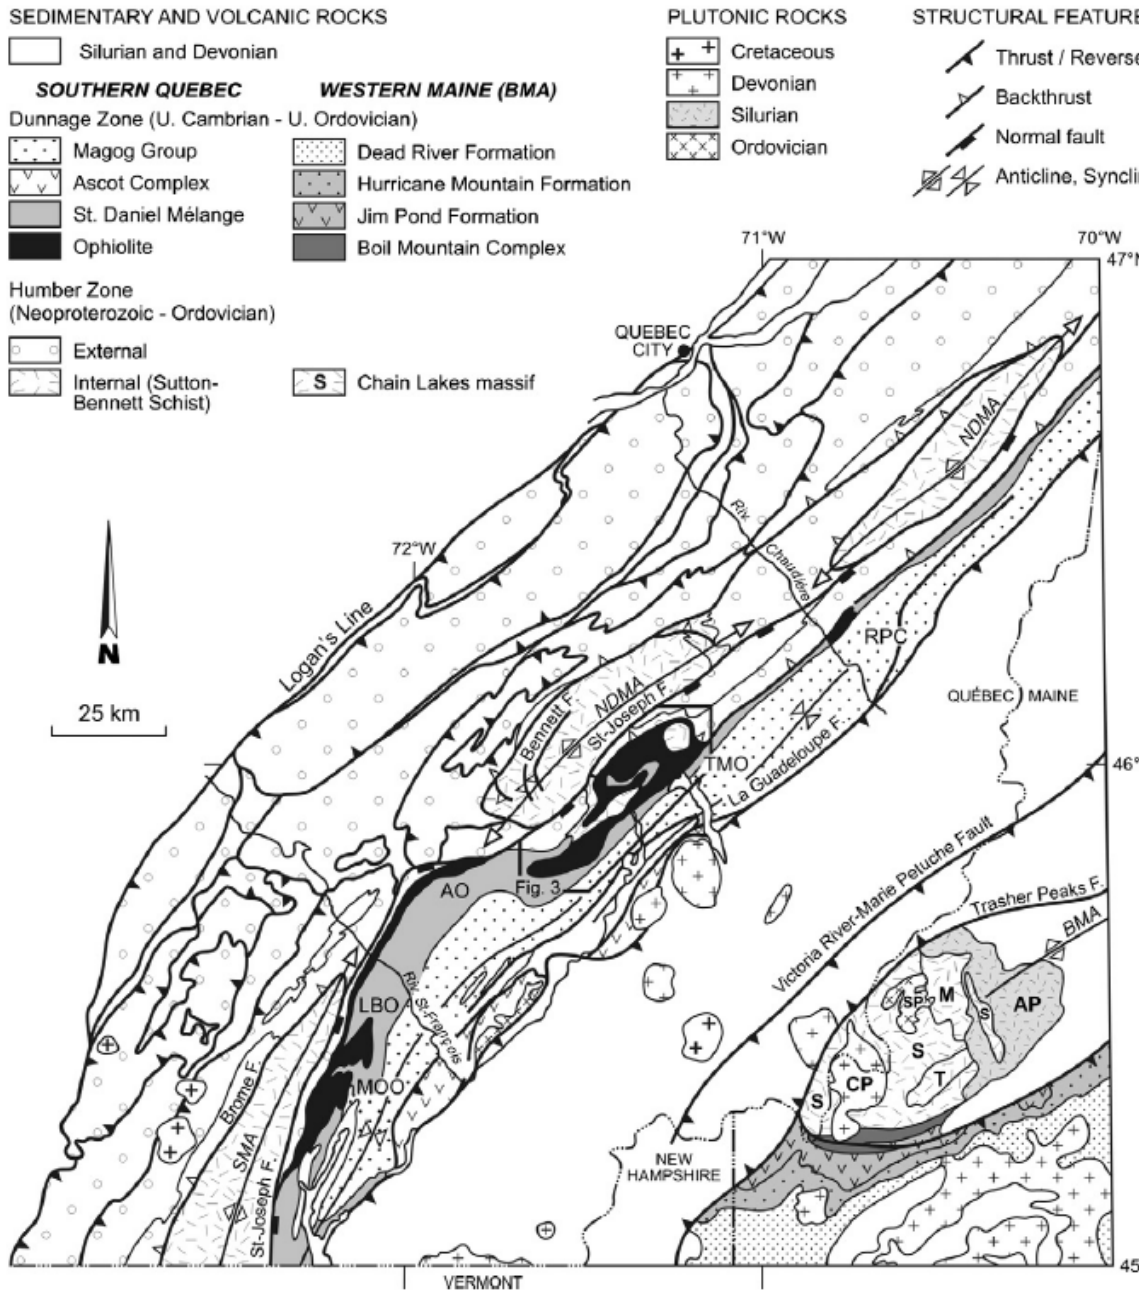 SEDIMENTARY AND VOLCANIC ROCKS
Silurian and Devonian
SOUTHERN QUEBEC
WESTERN MAINE (BMA)
Dunnage Zone (U. Cambrian - U. Ordovician)
Magog Group
Dead River Formation
Ascot Complex
Hurricane Mountain Formation
St. Daniel Mélange
Jim Pond Formation
Ophiolite
Boil Mountain Complex
Humber Zone
(Neoproterozoic - Ordovician)
External
Internal (Sutton-
Bennett Schist)
S
Chain Lakes massif
PLUTONIC ROCKS
Cretaceous
Devonian
Silurian
Ordovician
STRUCTURAL FEATURE
Thrust / Reverse
Backthrust
Normal fault
Anticline, Synclin
71°W
70°W
47°N
QUEBEC
CITY
NDMA
72°W
Riv.
Chaudière
Logan's Line
N
25 km
RPC
QUÉBEC
MAINE
Bennett F.
NDMA
St-Joseph F.
TMO
La Guadeloupe F.
46°
Victoria River-Marie Petuche Fault
AO
Fig. 3
Trasher Peaks F.
BMA
Riv. St-François
LBO
SP
M
S
AP
S
MOO
CP
T
S
Brome F.
SMA
St-Joseph F.
NEW
HAMPSHIRE
VERMONT
45